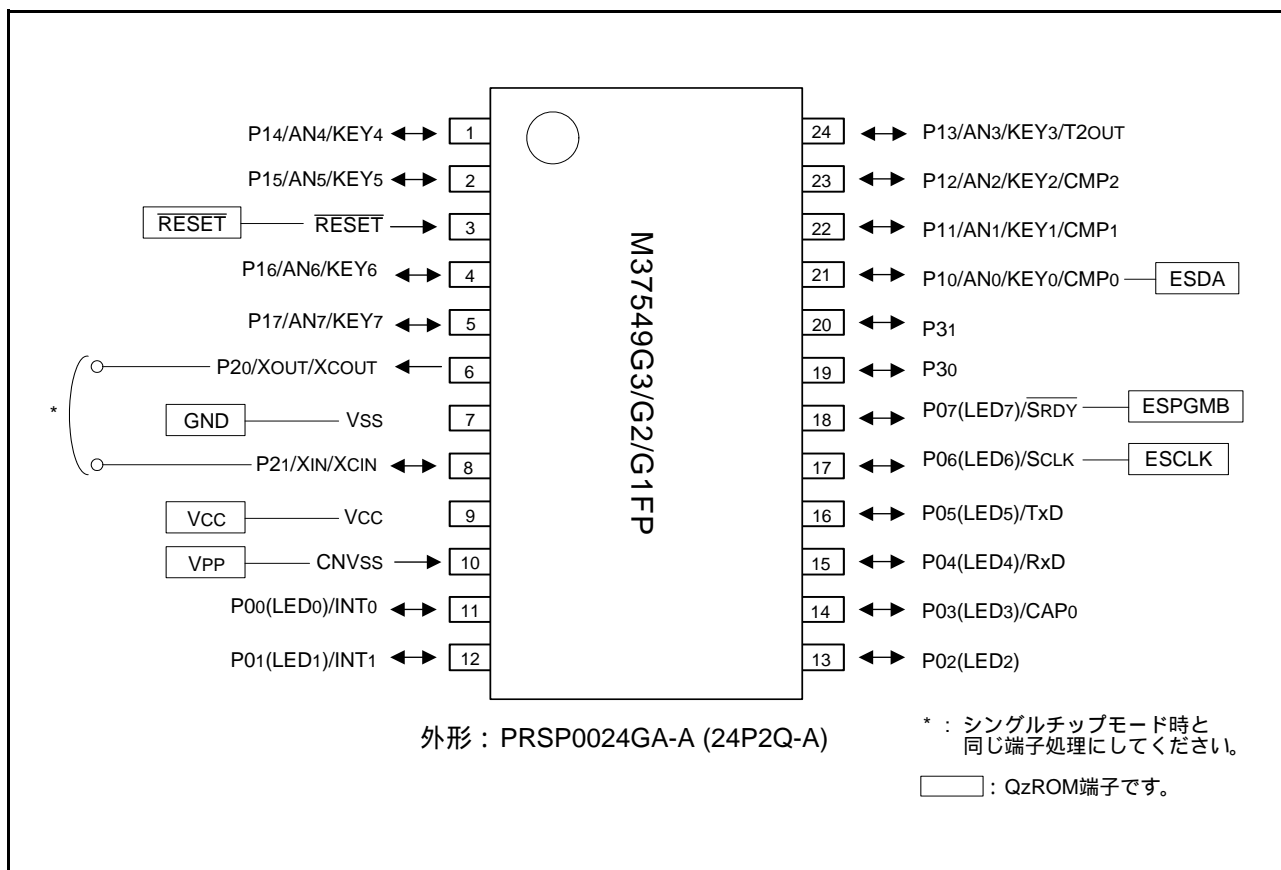 P14/AN4/KEY4 1
P15/AN5/KEY5 2
RESET RESET 3
P16/AN6/KEY6 4
P17/AN7/KEY7 5
P20/XOUT/XCOUT 6
*
GND VSS 7
P21/XIN/XCIN 8
VCC VCC 9
VPP CNVSS 10
P00(LED0)/INT0 11
P01(LED1)/INT1 12
M37549G3/G2/G1FP
24 P13/AN3/KEY3/T2OUT
23 P12/AN2/KEY2/CMP2
22 P11/AN1/KEY1/CMP1
21 P10/AN0/KEY0/CMP0 ESDA
20 P31
19 P30
18 P07(LED7)/SRDY ESPGMB
17 P06(LED6)/SCLK ESCLK
16 P05(LED5)/TxD
15 P04(LED4)/RxD
14 P03(LED3)/CAP0
13 P02(LED2)
外形：PRSP0024GA-A (24P2Q-A)
* ：シングルチップモード時と
同じ端子処理にしてください。
：QzROM端子です。